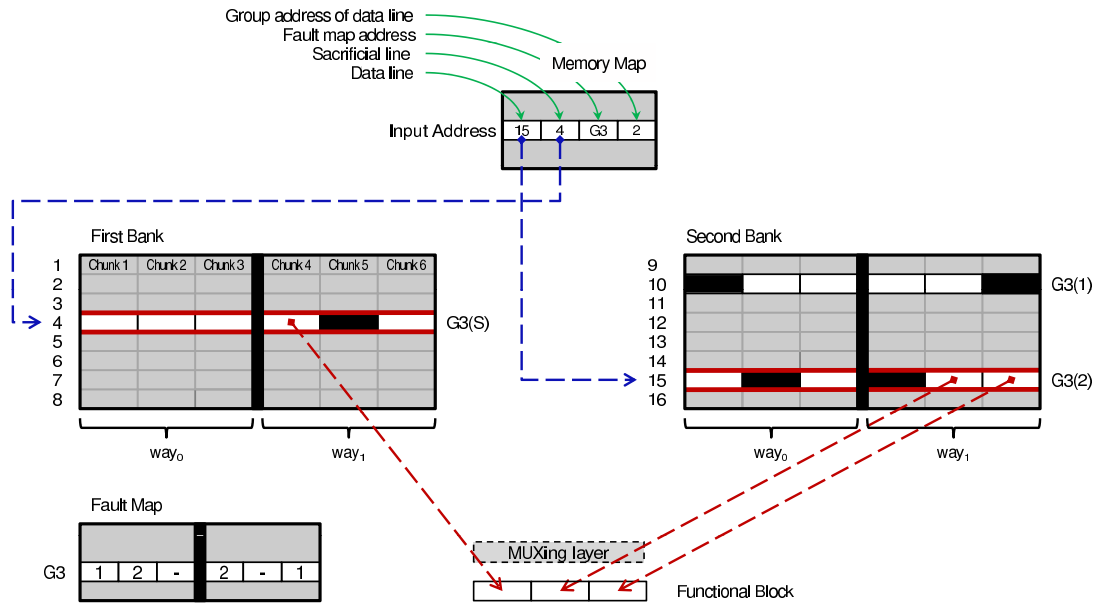 Group address of data line
Fault map address
Sacrificial line
Data line
Memory Map
Input Address 15 4 G3 2
First Bank
Second Bank
1 Chunk 1 Chunk 2 Chunk 3 Chunk 4 Chunk 5 Chunk 6
2
3
4 G3(S)
5
6
7
8
9
10 G3(1)
11
12
13
14
15 G3(2)
16
way0 way1
way0 way1
Fault Map
G3 1 2 - 2 - 1
MUXing layer
Functional Block